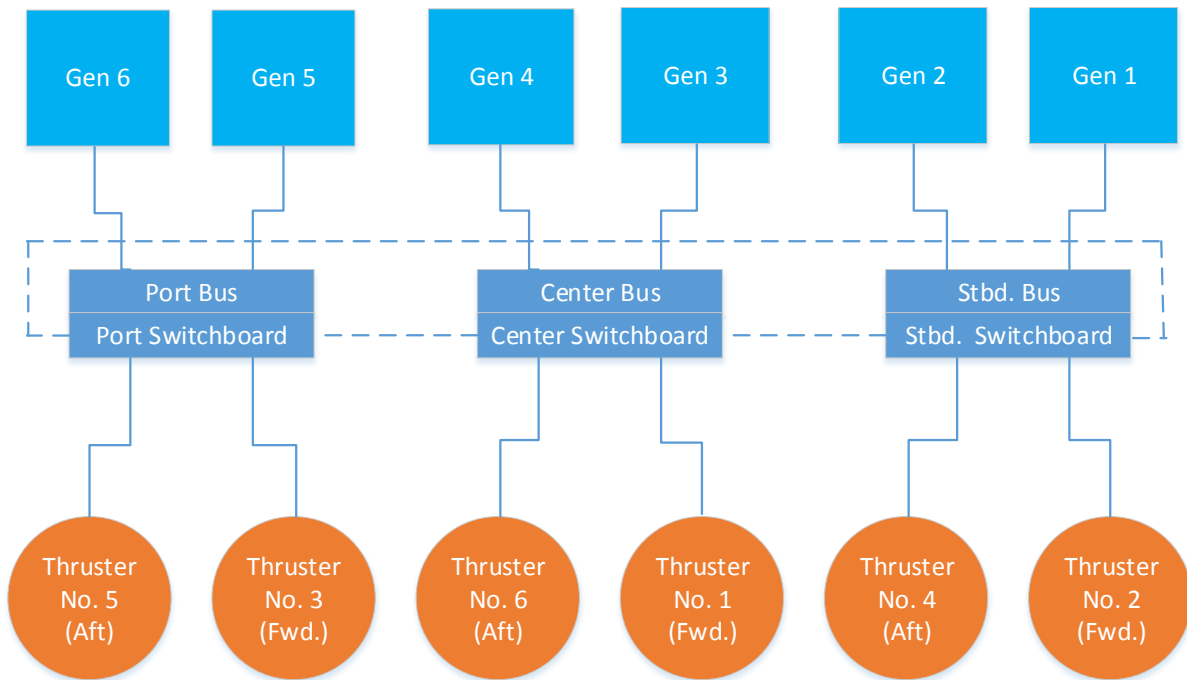 Gen 6
Gen 5
Gen 4
Gen 3
Gen 2
Gen 1
Port Bus
Port Switchboard
Center Bus
Center Switchboard
Stbd. Bus
Stbd. Switchboard
Thruster
No. 5
(Aft)
Thruster
No. 3
(Fwd.)
Thruster
No. 6
(Aft)
Thruster
No. 1
(Fwd.)
Thruster
No. 4
(Aft)
Thruster
No. 2
(Fwd.)